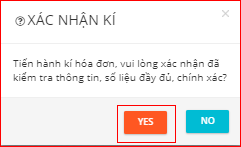 XÁC NHẬN KÍ
×
Tiến hành kí hóa đơn, vui lòng xác nhận đã
kiểm tra thông tin, số liệu đầy đủ, chính xác?
YES
NO